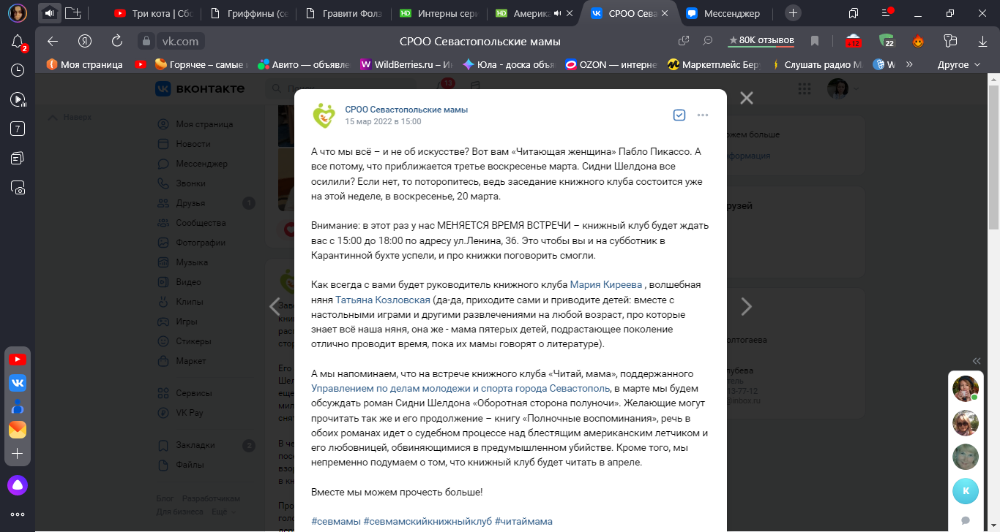 Три кота | Сбо
Гриффины (се
Гравити Фолз
HD Интерны сери
HD Америка
СРОО Сева
Мессенджер
vk.com
СРОО Севастопольские мамы
★ 80K отзывов
+12
22
2
Моя страница
Горячее – самые
Авито — объявле
WildBerries.ru – И
Юла - доска объя
OZON — интерне
Маркетплейс Беру
Слушать радио М
W
»
Другое
7
вконтакте
Поиск
13
Наверх
Моя страница
Новости
Мессенджер
Звонки
Друзья 1
Сообщества
Фотографии
Музыка
Видео
Клипы
Игры
Стикеры
Маркет
Сервисы
VK Pay
Закладки 2
Файлы
Блог Разработчикам
Для бизнеса Ещё
СРОО Севастопольские мамы
15 мар 2022 в 15:00
А что мы всё – и не об искусстве? Вот вам «Читающая женщина» Пабло Пикассо. А
все потому, что приближается третье воскресенье марта. Сидни Шелдона все
осилили? Если нет, то поторопитесь, ведь заседание книжного клуба состоится уже
на этой неделе, в воскресенье, 20 марта.
Внимание: в этот раз у нас МЕНЯЕТСЯ ВРЕМЯ ВСТРЕЧИ – книжный клуб будет ждать
вас с 15:00 до 18:00 по адресу ул.Ленина, 36. Это чтобы вы и на субботник в
Карантинной бухте успели, и про книжки поговорить смогли.
Как всегда с вами будет руководитель книжного клуба Мария Киреева , волшебная
няня Татьяна Козловская (да-да, приходите сами и приводите детей: вместе с
настольными играми и другими развлечениями на любой возраст, про которые
знает всё наша няня, она же - мама пятерых детей, подрастающее поколение
отлично проводит время, пока их мамы говорят о литературе).
А мы напоминаем, что на встрече книжного клуба «Читай, мама», поддержанного
Управлением по делам молодежи и спорта города Севастополь, в марте мы будем
обсуждать роман Сидни Шелдона «Оборотная сторона полуночи». Желающие могут
прочитать так же и его продолжение – книгу «Полночные воспоминания», речь в
обоих романах идет о судебном процессе над блестящим американским летчиком и
его любовницей, обвиняющимися в предумышленном убийстве. Кроме того, мы
непременно подумаем о том, что книжный клуб будет читать в апреле.
Вместе мы можем прочесть больше!
#севмамы #севмамскийкнижныйклуб #читаймама
ожем больше
нформация
рузей
олтогаева
лубева
тель
13-77-12
@inbox.ru
K